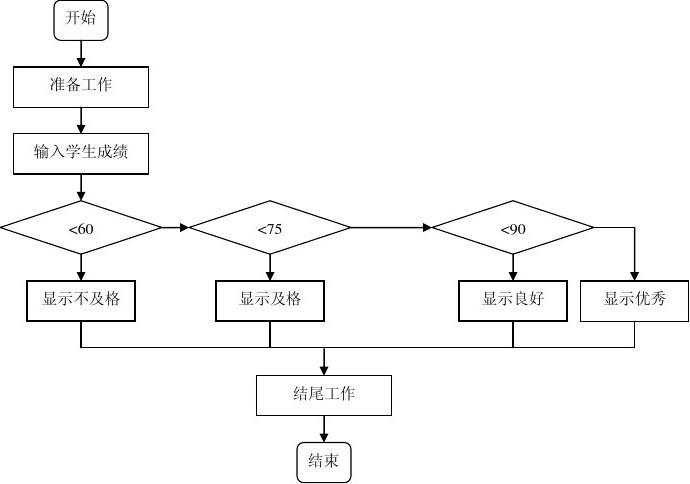 开始
准备工作
输入学生成绩
<60
<75
<90
显示不及格
显示及格
显示良好
显示优秀
结尾工作
结束